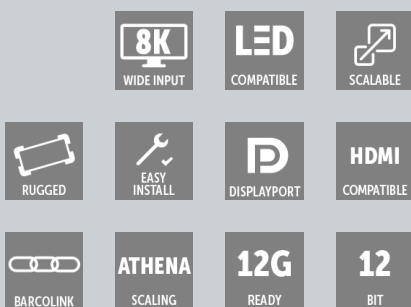 8K
WIDE INPUT
LED
COMPATIBLE
SCALABLE
RUGGED
EASY
INSTALL
DISPLAYPORT
HDMI
COMPATIBLE
BARCOLINK
ATHENA
SCALING
12G
READY
12
BIT